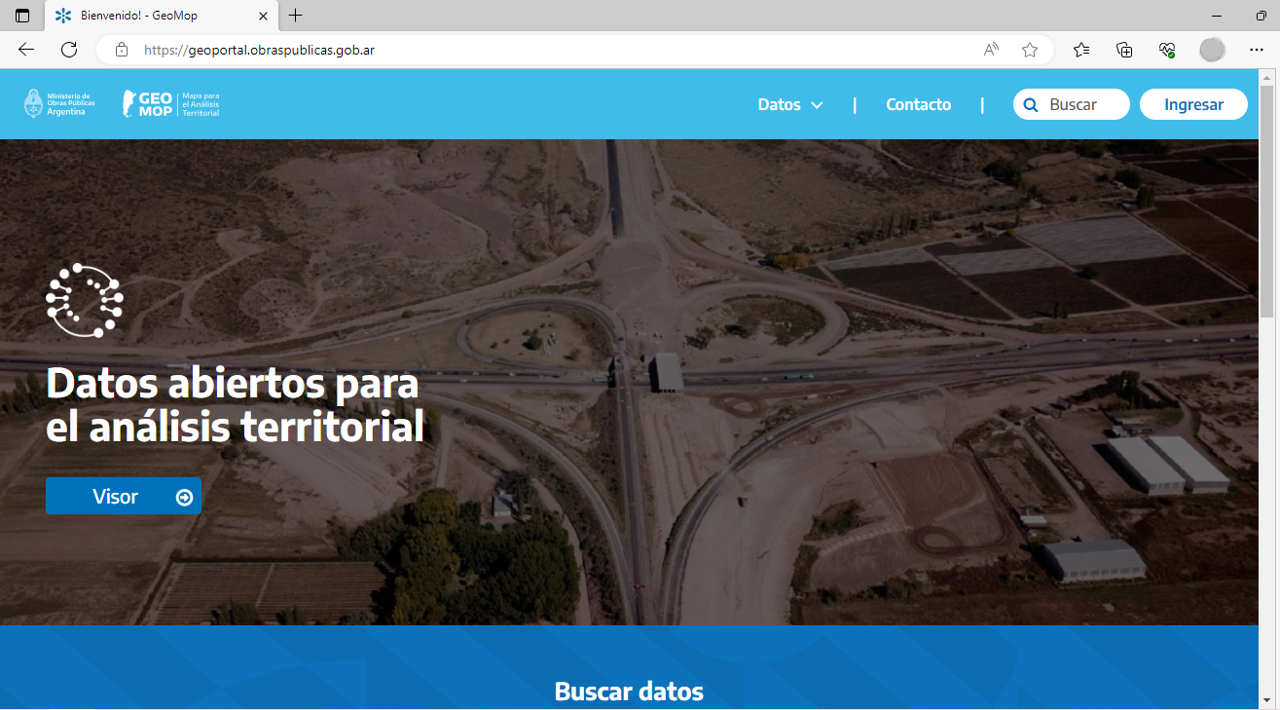 Bienvenido! - GeoMop
https://geoportal.obraspublicas.gob.ar
Ministerio de
Obras Públicas
Argentina
GEO
MOP
Mapa para
el Análisis
Territorial
Datos
|
Contacto
|
Buscar
Ingresar
Datos abiertos para
el análisis territorial
Visor
Buscar datos